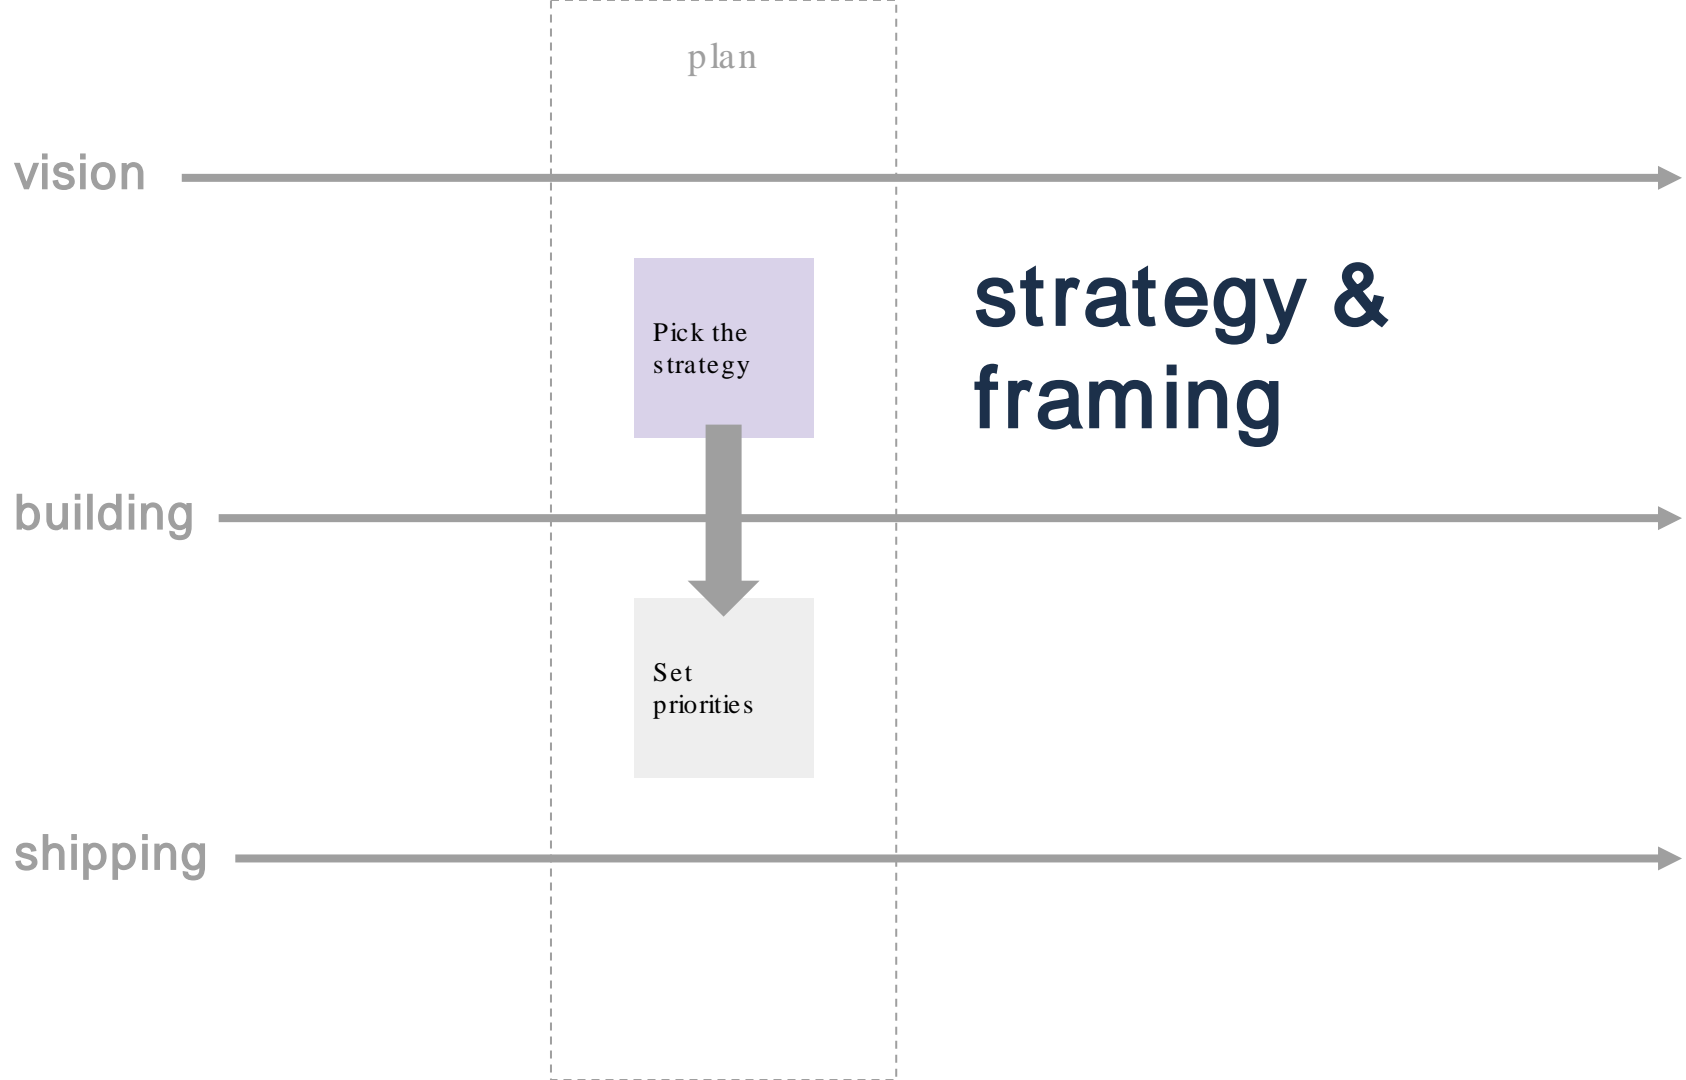 plan
vision
Pick the
strategy
strategy &
framing
building
Set
priorities
shipping